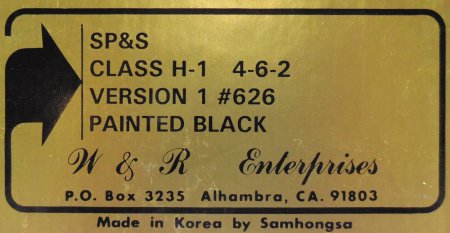 SP&S
CLASS H-1 4-6-2
VERSION 1 #626
PAINTED BLACK
W & R Enterprises
P.O. Box 3235 Alhambra, CA. 91803
Made in Korea by Samhongsa